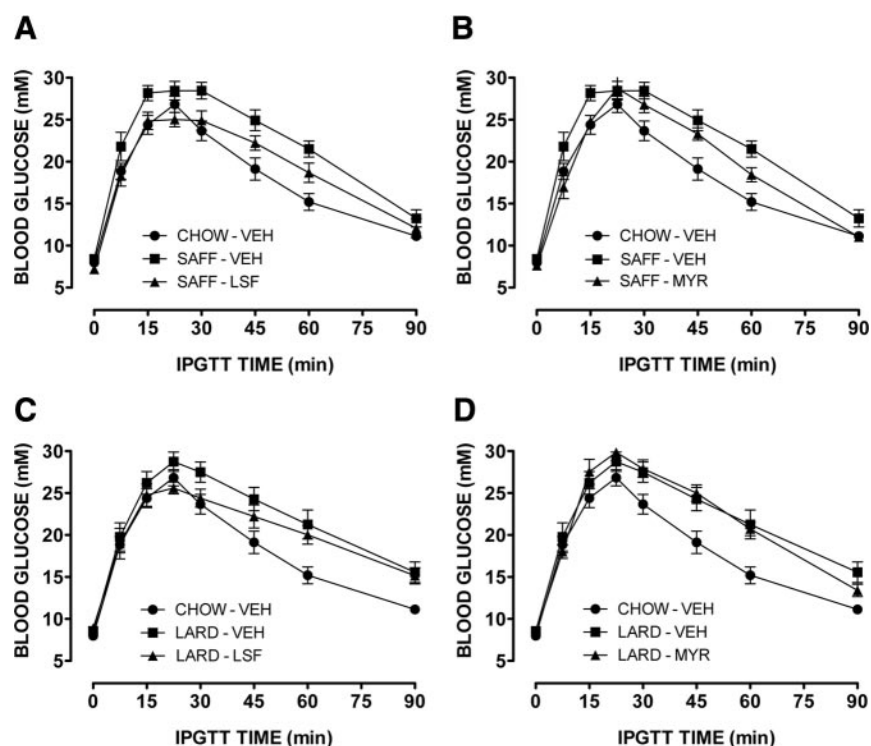 A
BLOOD GLUCOSE (mM)
30
25
20
15
10
5
CHOW - VEH
SAFF - VEH
SAFF - LSF
0 15 30 45 60 75 90
IPGTT TIME (min)
B
BLOOD GLUCOSE (mM)
30
25
20
15
10
5
CHOW - VEH
SAFF - VEH
SAFF - MYR
0 15 30 45 60 75 90
IPGTT TIME (min)
C
BLOOD GLUCOSE (mM)
30
25
20
15
10
5
CHOW - VEH
LARD - VEH
LARD - LSF
0 15 30 45 60 75 90
IPGTT TIME (min)
D
BLOOD GLUCOSE (mM)
30
25
20
15
10
5
CHOW - VEH
LARD - VEH
LARD - MYR
0 15 30 45 60 75 90
IPGTT TIME (min)